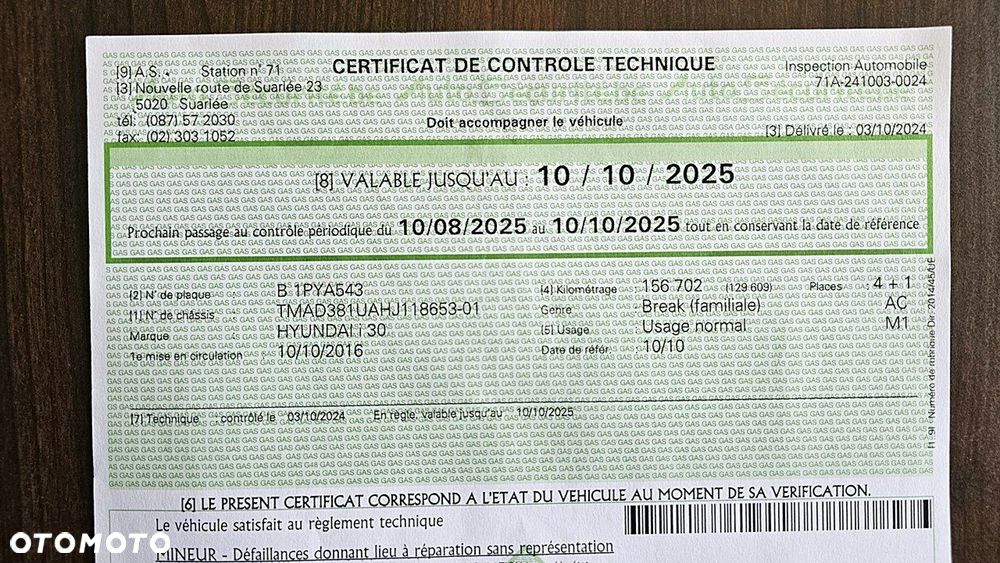 [9] A.S. - Station n° 71 CERTIFICAT DE CONTROLE TECHNIQUE Inspection Automobile
[3] Nouvelle route de Suarlée 23 71A-241003-0024
5020 Suarlée
tél: (087) 57 2030 Doit accompagner le véhicule
fax: (02) 303 1052 [3] Délivré le : 03/10/2024
[8] VALABLE JUSQU'AU : 10 / 10 / 2025
Prochain passage au contrôle périodique du 10/08/2025 au 10/10/2025 tout en conservant la date de référence
[2] N° de plaque : B 1PYA543 [4] Kilométrage 156 702 (129 609) Places : 4 + 1
[1] N° de châssis : TMAD381UAHJ118653-01 Genre Break (familiale) AC
Marque : HYUNDAI i 30 [5] Usage Usage normal M1
1e mise en circulation : 10/10/2016 Date de référ. 10/10
[7] Technique : contrôlé le 03/10/2024 En règle, valable jusqu'au 10/10/2025
[6] LE PRESENT CERTIFICAT CORRESPOND A L'ETAT DU VEHICULE AU MOMENT DE SA VERIFICATION.
Le véhicule satisfait au règlement technique
MINEUR - Défaillances donnant lieu à réparation sans représentation
OTOMOTO